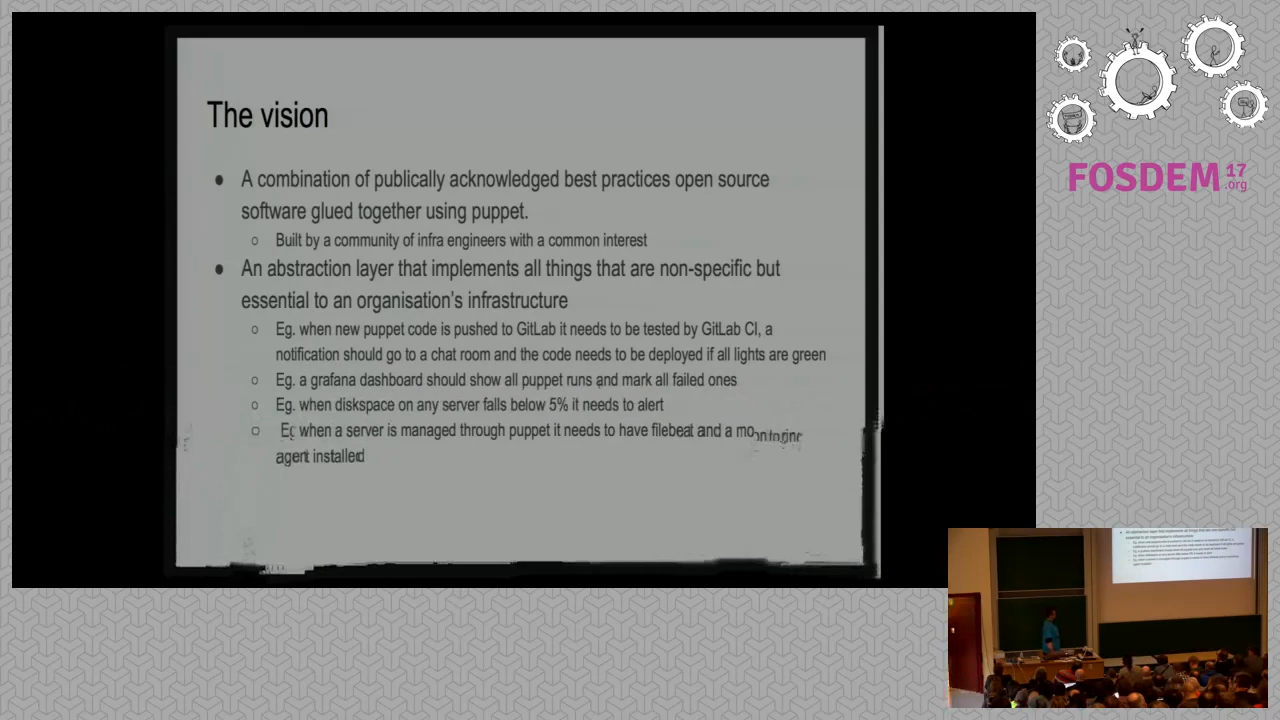 The vision
● A combination of publically acknowledged best practices open source
software glued together using puppet.
○ Built by a community of infra engineers with a common interest
● An abstraction layer that implements all things that are non-specific but
essential to an organisation's infrastructure
○ Eg. when new puppet code is pushed to GitLab it needs to be tested by GitLab CI, a
notification should go to a chat room and the code needs to be deployed if all lights are green
○ Eg. a grafana dashboard should show all puppet runs and mark all failed ones
○ Eg. when diskspace on any server falls below 5% it needs to alert
○ Eg when a server is managed through puppet it needs to have filebeat and a monitoring
agent installed
FOSDEM 17
.org